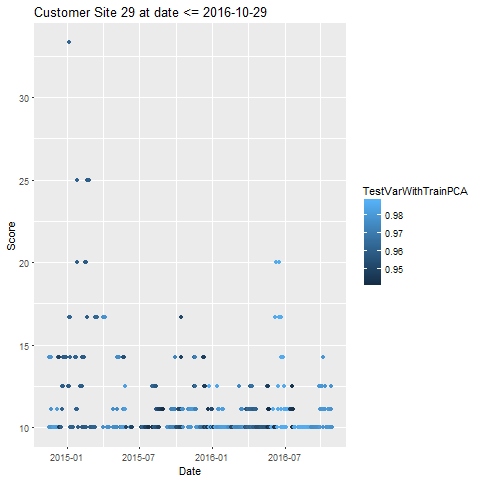 Customer Site 29 at date <= 2016-10-29
Score
30
25
20
15
10
2015-01 2015-07 2016-01 2016-07
Date
TestVarWithTrainPCA
0.98
0.97
0.96
0.95